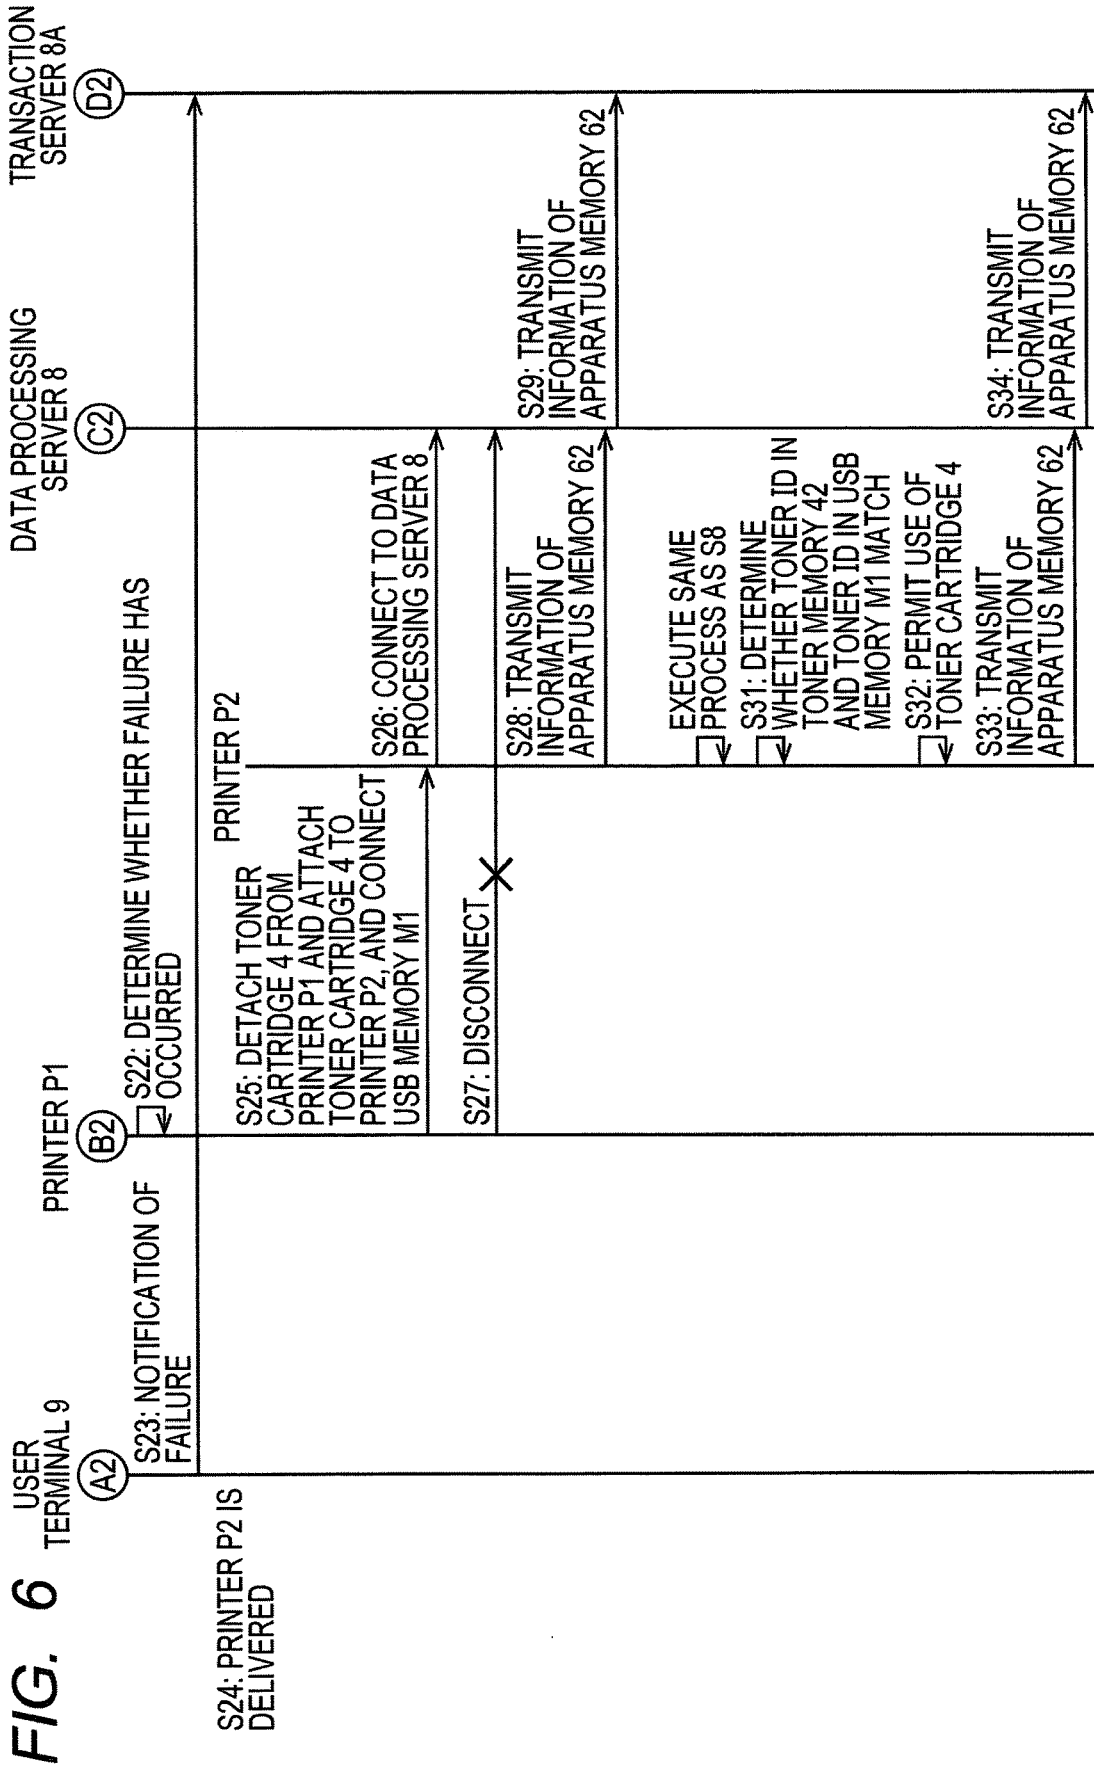 FIG. 6
USER
TERMINAL 9
A2
PRINTER P1
B2
DATA PROCESSING
SERVER 8
C2
TRANSACTION
SERVER 8A
D2
S22: DETERMINE WHETHER FAILURE HAS
OCCURRED
S23: NOTIFICATION OF
FAILURE
S24: PRINTER P2 IS
DELIVERED
PRINTER P2
S25: DETACH TONER
CARTRIDGE 4 FROM
PRINTER P1 AND ATTACH
TONER CARTRIDGE 4 TO
PRINTER P2, AND CONNECT
USB MEMORY M1
S26: CONNECT TO DATA
PROCESSING SERVER 8
S27: DISCONNECT
S28: TRANSMIT
INFORMATION OF
APPARATUS MEMORY 62
S29: TRANSMIT
INFORMATION OF
APPARATUS MEMORY 62
EXECUTE SAME
PROCESS AS S8
S31: DETERMINE
WHETHER TONER ID IN
TONER MEMORY 42
AND TONER ID IN USB
MEMORY M1 MATCH
S32: PERMIT USE OF
TONER CARTRIDGE 4
S33: TRANSMIT
INFORMATION OF
APPARATUS MEMORY 62
S34: TRANSMIT
INFORMATION OF
APPARATUS MEMORY 62